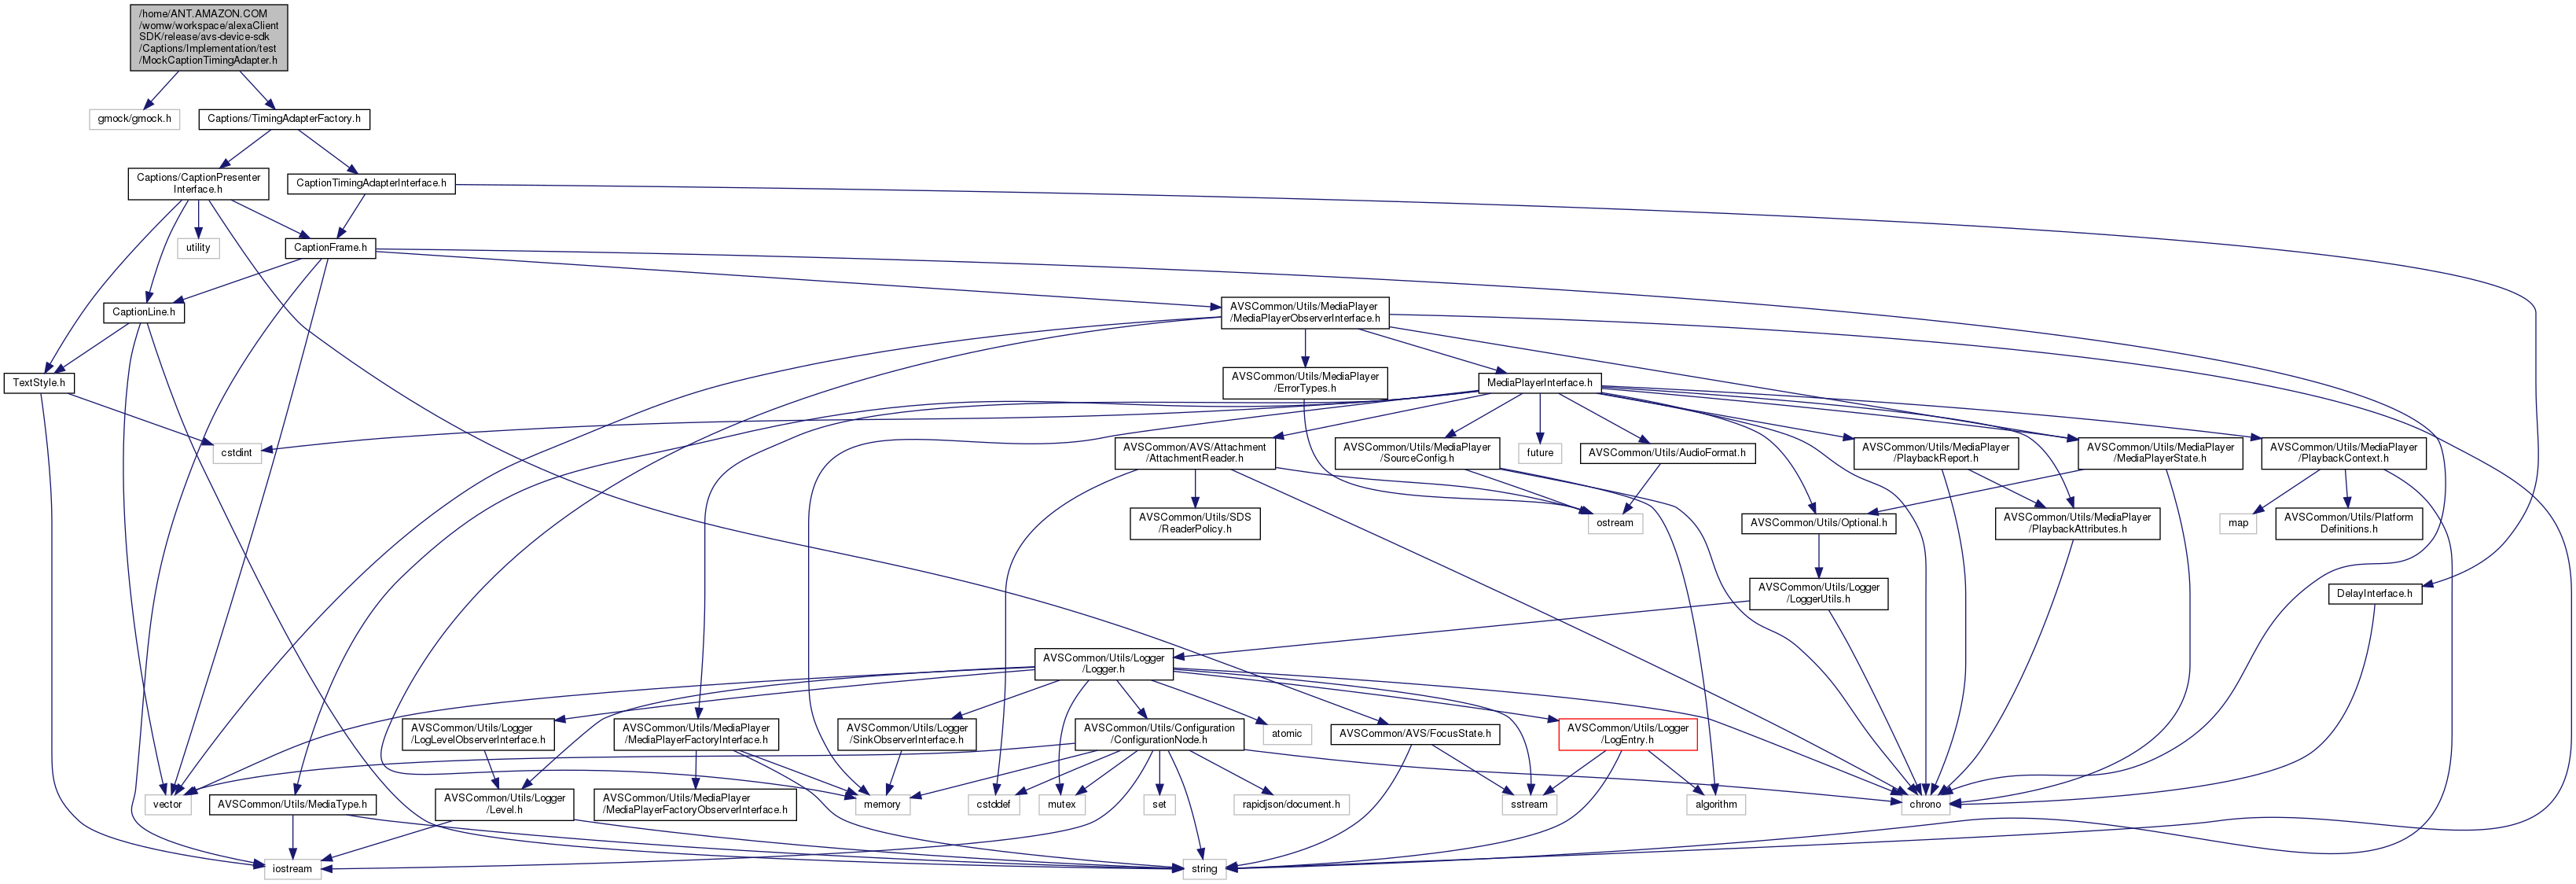 /home/ANT.AMAZON.COM
/womw/workspace/alexaClient
SDK/release/avs-device-sdk
/Captions/Implementation/test
/MockCaptionTimingAdapter.h
gmock/gmock.h
Captions/TimingAdapterFactory.h
Captions/CaptionPresenter
Interface.h
CaptionTimingAdapterInterface.h
utility
CaptionFrame.h
CaptionLine.h
AVSCommon/Utils/MediaPlayer
/MediaPlayerObserverInterface.h
TextStyle.h
AVSCommon/Utils/MediaPlayer
/ErrorTypes.h
MediaPlayerInterface.h
cstdint
AVSCommon/AVS/Attachment
/AttachmentReader.h
AVSCommon/Utils/MediaPlayer
/SourceConfig.h
future
AVSCommon/Utils/AudioFormat.h
AVSCommon/Utils/MediaPlayer
/PlaybackReport.h
AVSCommon/Utils/MediaPlayer
/MediaPlayerState.h
AVSCommon/Utils/MediaPlayer
/PlaybackContext.h
AVSCommon/Utils/SDS
/ReaderPolicy.h
ostream
AVSCommon/Utils/Optional.h
AVSCommon/Utils/MediaPlayer
/PlaybackAttributes.h
map
AVSCommon/Utils/Platform
Definitions.h
AVSCommon/Utils/Logger
/LoggerUtils.h
DelayInterface.h
AVSCommon/Utils/Logger
/Logger.h
AVSCommon/Utils/Logger
/LogLevelObserverInterface.h
AVSCommon/Utils/MediaPlayer
/MediaPlayerFactoryInterface.h
AVSCommon/Utils/Logger
/SinkObserverInterface.h
AVSCommon/Utils/Configuration
/ConfigurationNode.h
atomic
AVSCommon/AVS/FocusState.h
AVSCommon/Utils/Logger
/LogEntry.h
vector
AVSCommon/Utils/MediaType.h
AVSCommon/Utils/Logger
/Level.h
AVSCommon/Utils/MediaPlayer
/MediaPlayerFactoryObserverInterface.h
memory
cstddef
mutex
set
rapidjson/document.h
sstream
algorithm
chrono
iostream
string